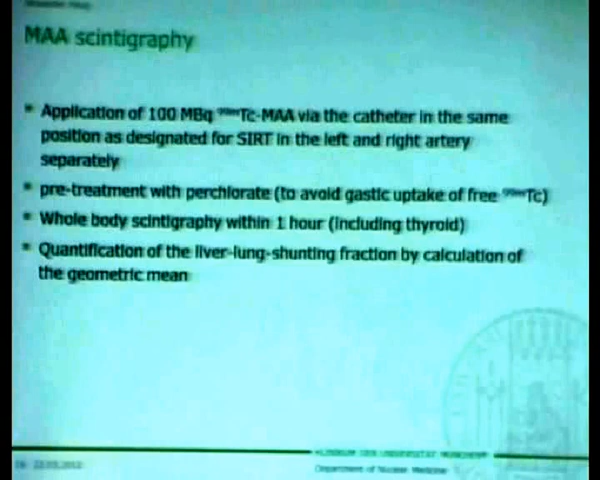 MAA scintigraphy
Application of 100 MBq 99mTc-MAA via the catheter in the same
position as designated for SIRT in the left and right artery
separately
pre-treatment with perchlorate (to avoid gastic uptake of free 99mTc)
Whole body scintigraphy within 1 hour (including thyroid)
Quantification of the liver-lung-shunting fraction by calculation of
the geometric mean
KLINIKUM DER UNIVERSITÄT MÜNCHEN
Department of Nuclear Medicine